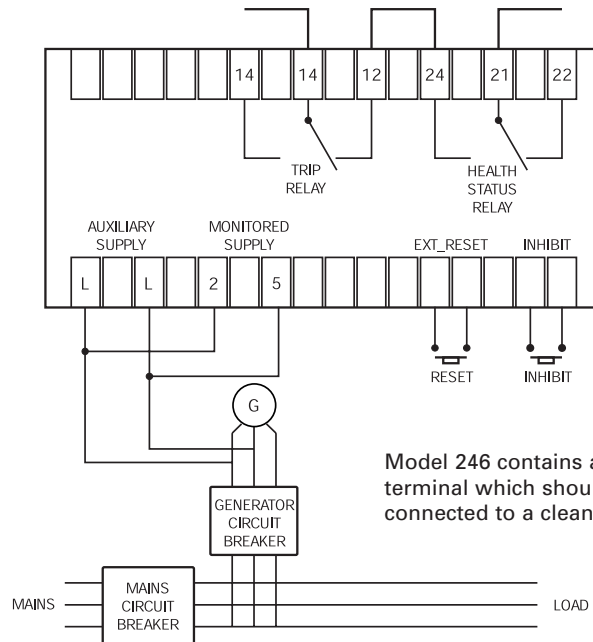 14 14 12 24 21 22
TRIP
RELAY
HEALTH
STATUS
RELAY
AUXILIARY
SUPPLY
MONITORED
SUPPLY
EXT_RESET
INHIBIT
L L 2 5
RESET
INHIBIT
G
Model 246 contains a
terminal which shou
connected to a clean
GENERATOR
CIRCUIT
BREAKER
MAINS
MAINS
CIRCUIT
BREAKER
LOAD